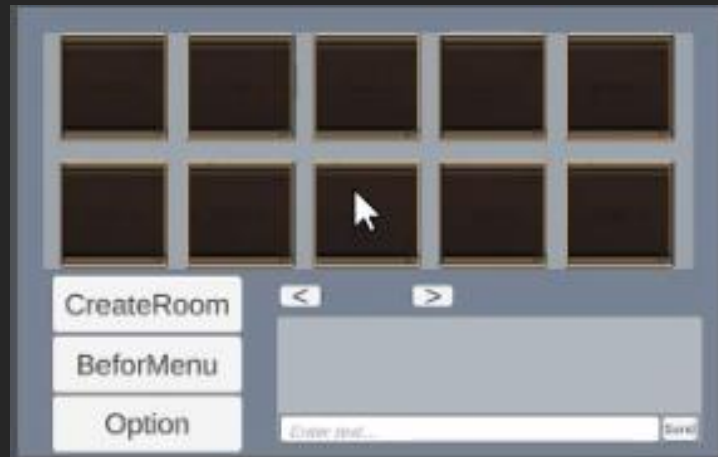 CreateRoom
< >
BeforMenu
Option
Enter text...
Send